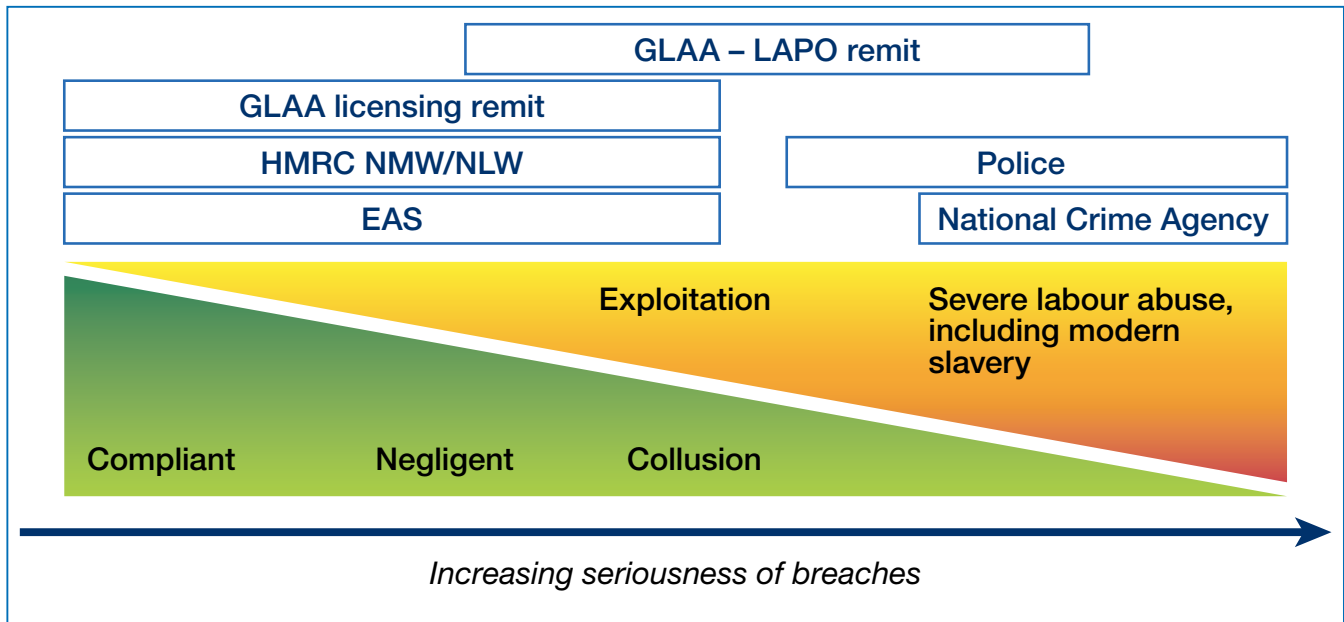 GLAA – LAPO remit
GLAA licensing remit
HMRC NMW/NLW
Police
EAS
National Crime Agency
Exploitation
Severe labour abuse,
including modern
slavery
Compliant
Negligent
Collusion
Increasing seriousness of breaches